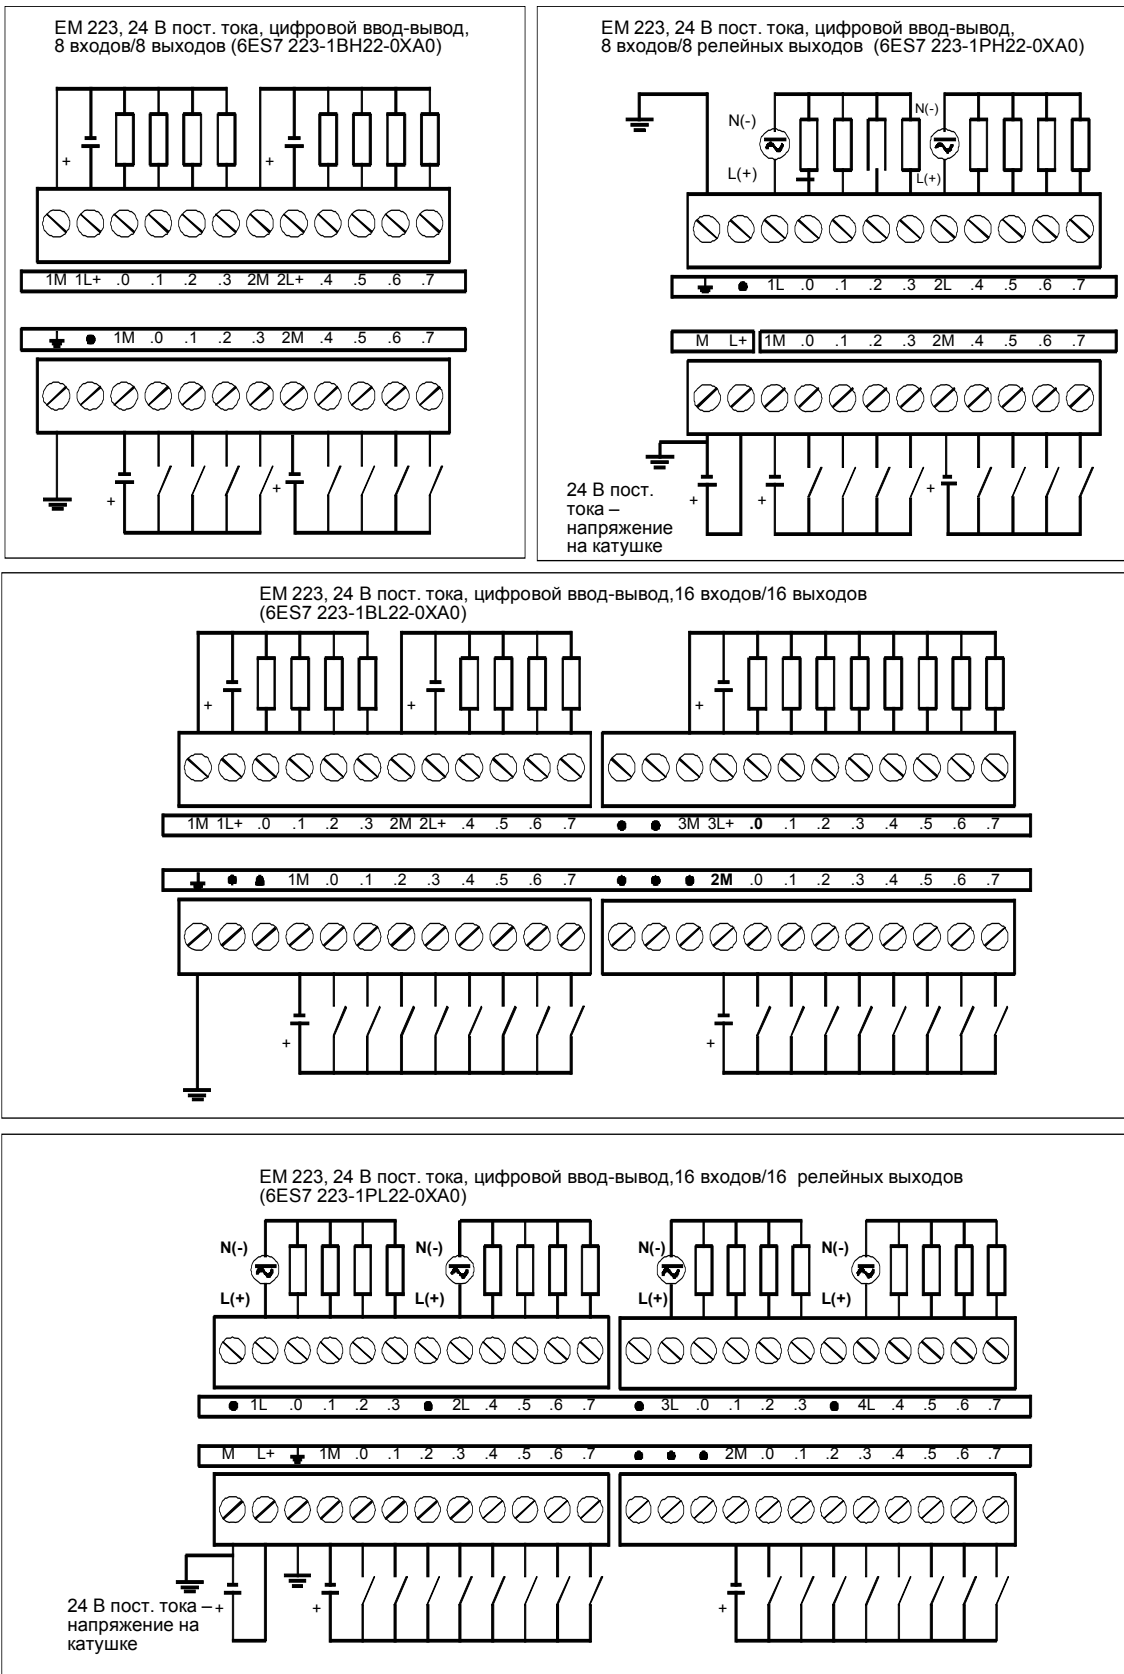 EM 223, 24 В пост. тока, цифровой ввод-вывод,
8 входов/8 выходов (6ES7 223-1BH22-0XA0)
+
+
1M 1L+ .0 .1 .2 .3 2M 2L+ .4 .5 .6 .7
1M .0 .1 .2 .3 2M .4 .5 .6 .7
+
+
EM 223, 24 В пост. тока, цифровой ввод-вывод,
8 входов/8 релейных выходов (6ES7 223-1PH22-0XA0)
N(-)
N(-)
L(+)
L(+)
1L .0 .1 .2 .3 2L .4 .5 .6 .7
M L+ 1M .0 .1 .2 .3 2M .4 .5 .6 .7
+
+
+
24 В пост.
тока –
напряжение
на катушке
EM 223, 24 В пост. тока, цифровой ввод-вывод,16 входов/16 выходов
(6ES7 223-1BL22-0XA0)
+
+
+
1M 1L+ .0 .1 .2 .3 2M 2L+ .4 .5 .6 .7 3M 3L+ .0 .1 .2 .3 .4 .5 .6 .7
1M .0 .1 .2 .3 .4 .5 .6 .7 2M .0 .1 .2 .3 .4 .5 .6 .7
+
+
EM 223, 24 В пост. тока, цифровой ввод-вывод,16 входов/16 релейных выходов
(6ES7 223-1PL22-0XA0)
N(-) N(-) N(-) N(-)
L(+) L(+) L(+) L(+)
1L .0 .1 .2 .3 2L .4 .5 .6 .7 3L .0 .1 .2 .3 4L .4 .5 .6 .7
M L+ 1M .0 .1 .2 .3 .4 .5 .6 .7 2M .0 .1 .2 .3 .4 .5 .6 .7
+
+
+
24 В пост. тока –
напряжение на
катушке